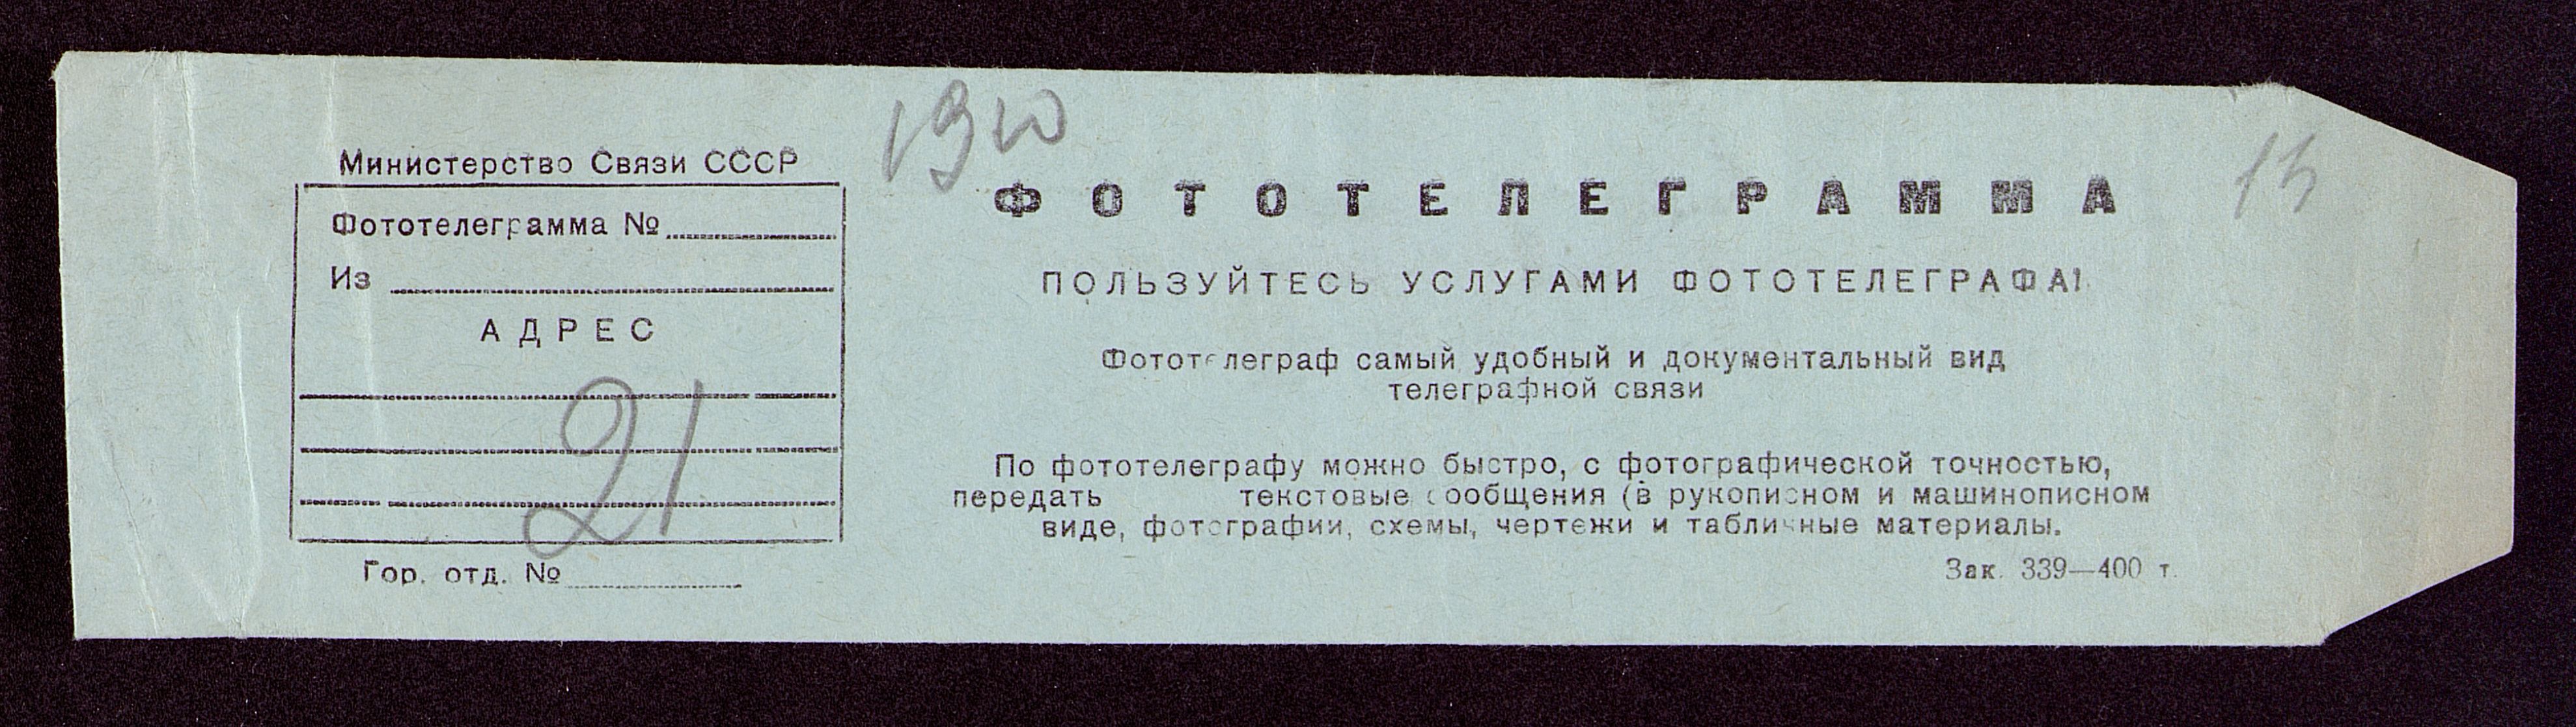 Министерство Связи СССР
Фототелеграмма №
Из
АДРЕС
21
Гор. отд. №
ФОТОТЕЛЕГРАММА
ПОЛЬЗУЙТЕСЬ УСЛУГАМИ ФОТОТЕЛЕГРАФА!
Фототелеграф самый удобный и документальный вид
телеграфной связи
По фототелеграфу можно быстро, с фотографической точностью,
передать текстовые сообщения (в рукописном и машинописном
виде, фотографии, схемы, чертежи и табличные материалы.
Зак. 339—400 т.